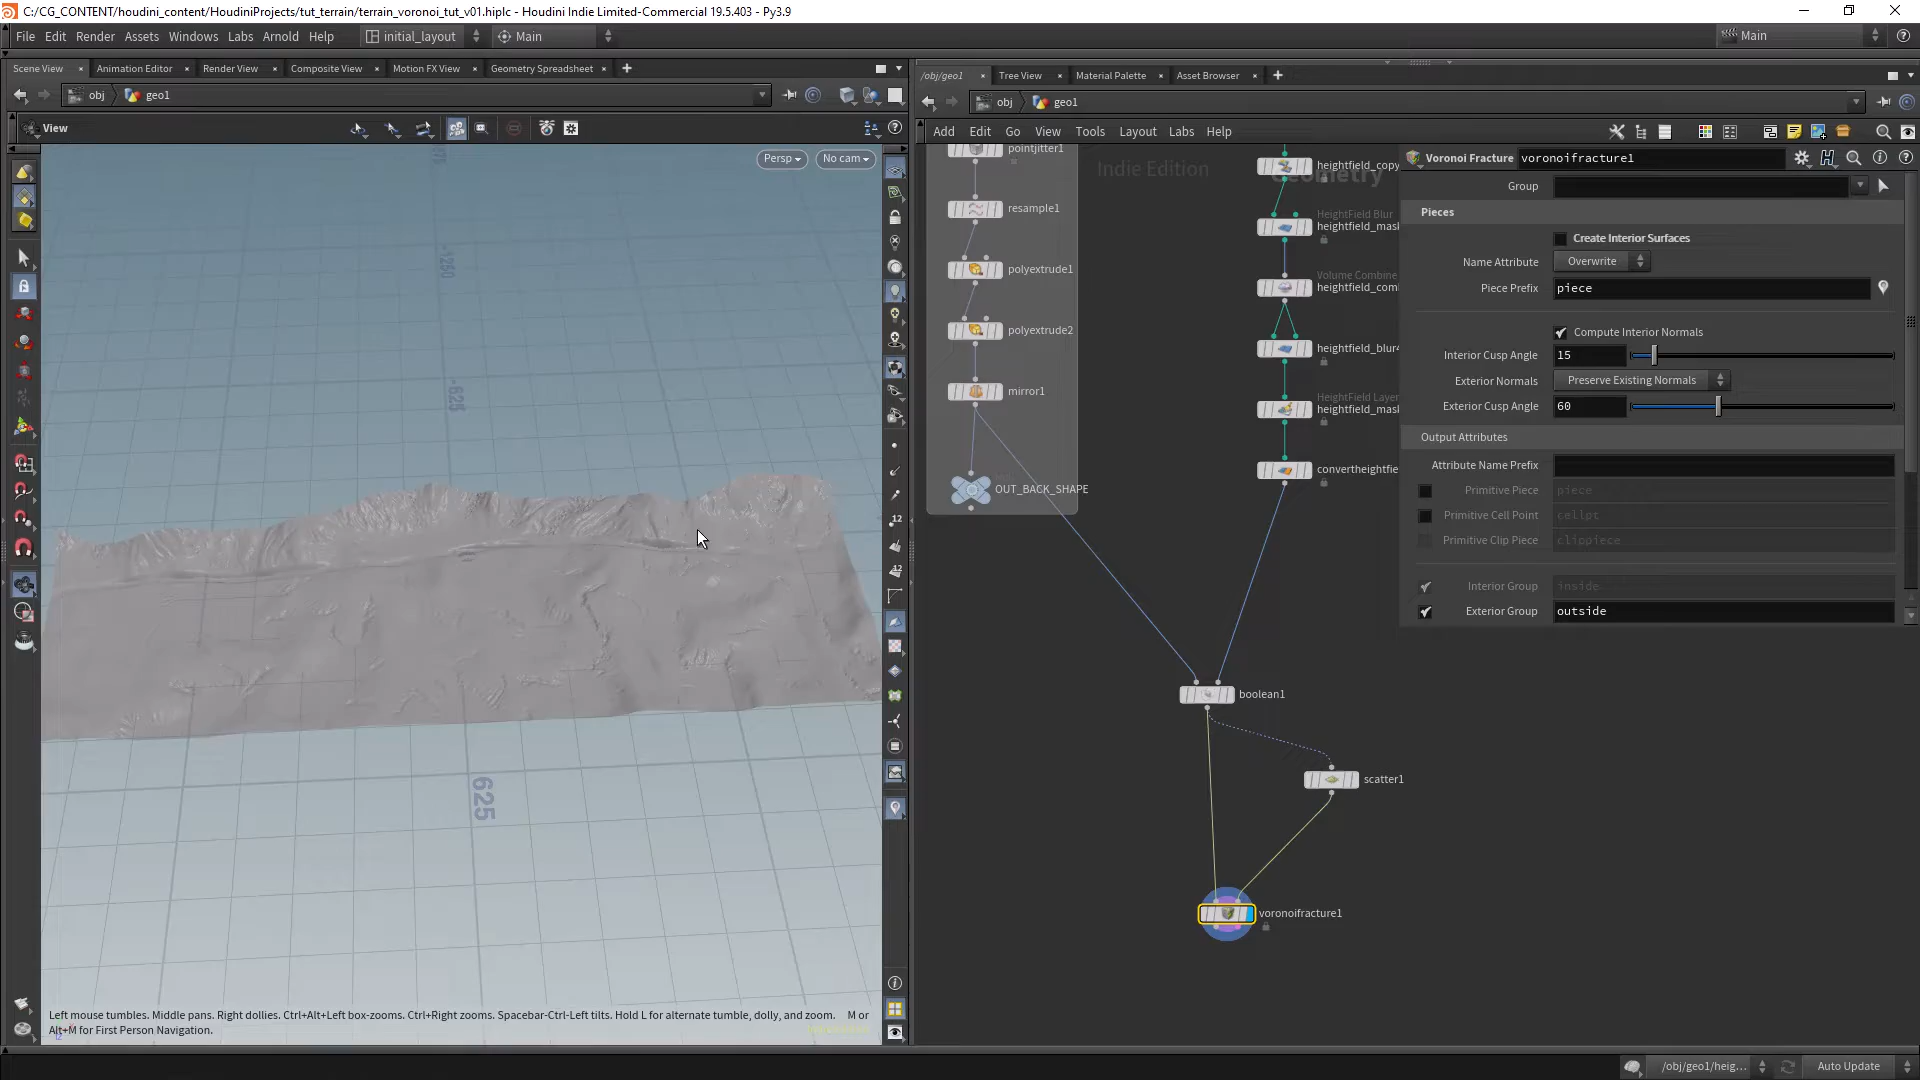 C:/CG_CONTENT/houdini_content/HoudiniProjects/tut_terrain/terrain_voronoi_tut_v01.hiplc - Houdini Indie Limited-Commercial 19.5.403 - Py3.9
File Edit Render Assets Windows Labs Arnold Help initial_layout Main Main
Scene View Animation Editor Render View Composite View Motion FX View Geometry Spreadsheet
/obj/geo1 Tree View Material Palette Asset Browser
obj geo1
obj geo1
View
Add Edit Go View Tools Layout Labs Help
Persp No cam
Indie Edition
Geometry
pointjitter1
resample1
polyextrude1
polyextrude2
mirror1
OUT_BACK_SHAPE
heightfield_copy
HeightField Blur
heightfield_mask
Volume Combine
heightfield_com
heightfield_blur4
HeightField Layer
heightfield_mask
convertheightfie
boolean1
scatter1
voronoifracture1
Voronoi Fracture voronoifracture1
Group
Pieces
Create Interior Surfaces
Name Attribute Overwrite
Piece Prefix piece
Compute Interior Normals
Interior Cusp Angle 15
Exterior Normals Preserve Existing Normals
Exterior Cusp Angle 60
Output Attributes
Attribute Name Prefix
Primitive Piece piece
Primitive Cell Point cellpt
Primitive Clip Piece clippiece
Interior Group inside
Exterior Group outside
-1250
-625
625
12
12
Left mouse tumbles. Middle pans. Right dollies. Ctrl+Alt+Left box-zooms. Ctrl+Right zooms. Spacebar-Ctrl-Left tilts. Hold L for alternate tumble, dolly, and zoom. M or
Alt+M for First Person Navigation.
/obj/geo1/heig... Auto Update